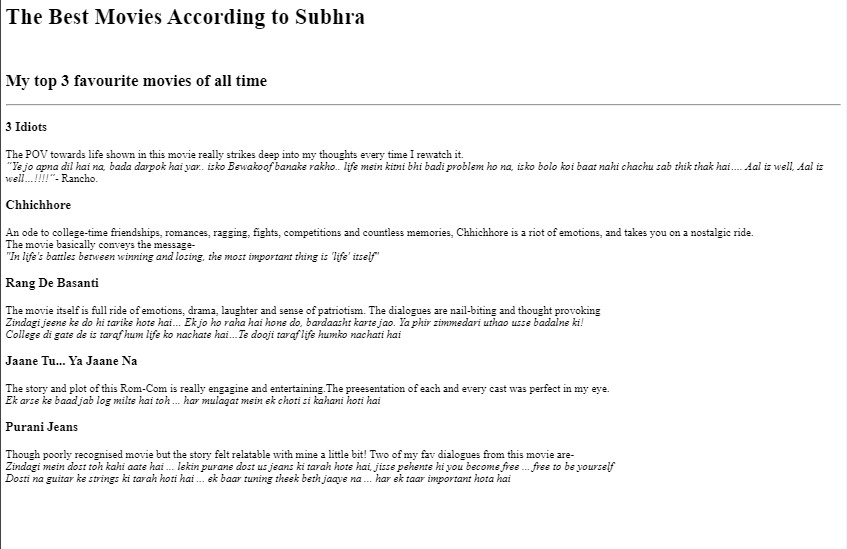 The Best Movies According to Subhra
My top 3 favourite movies of all time
3 Idiots
The POV towards life shown in this movie really strikes deep into my thoughts every time I rewatch it.
"Ye jo apna dil hai na, bada darpok hai yar.. isko Bewakoof banake rakho.. life mein kitni bhi badi problem ho na, isko bolo koi baat nahi chachu sab thik thak hai.... Aal iz well, Aal iz
well...!!!!"- Rancho.
Chhichhore
An ode to college-time friendships, romances, ragging, fights, competitions and countless memories, Chhichhore is a riot of emotions, and takes you on a nostalgic ride.
The movie basically conveys the message-
"In life's battles between winning and losing, the most important thing is 'life' itself"
Rang De Basanti
The movie itself is full ride of emotions, drama, laughter and sense of patriotism. The dialogues are nail-biting and thought provoking
Zindagi jeene ke do hi tarike hote hai... Ek jo ho raha hai hone do, bardaasht karte jao. Ya phir zimmedari uthao usse badalne ki!
College di gate de is taraf hum life ko nachate hai...Te dooji taraf life humko nachati hai
Jaane Tu... Ya Jaane Na
The story and plot of this Rom-Com is really engagine and entertaining.The preesentation of each and every cast was perfect in my eye.
Ek arse ke baad jab log milte hai toh ... har mulaqat mein ek choti si kahani hoti hai
Purani Jeans
Though poorly recognised movie but the story felt relatable with mine a little bit! Two of my fav dialogues from this movie are-
Zindagi mein dost toh kahi aate hai ... lekin purane dost us jeans ki tarah hote hai, jisse pehente hi you become free ... free to be yourself
Dosti na guitar ke strings ki tarah hoti hai ... ek baar tuning theek beth jaaye na ... har ek taar important hota hai